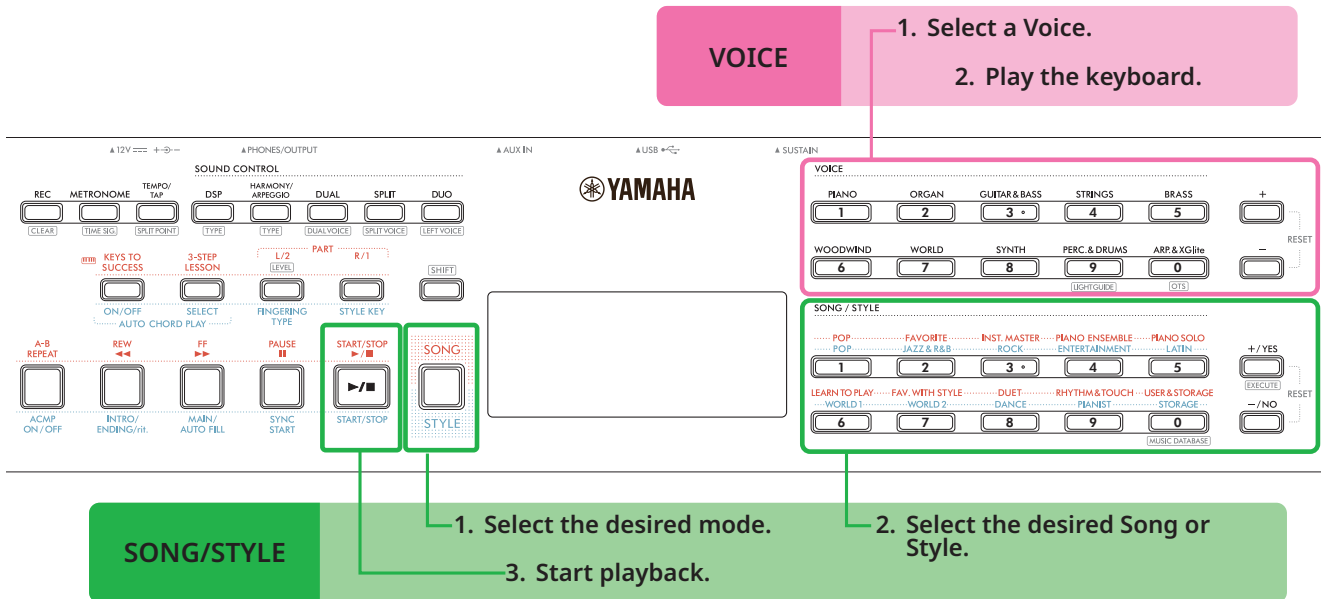 VOICE
1. Select a Voice.
2. Play the keyboard.
▲12V ▲PHONES/OUTPUT ▲AUX IN ▲USB ▲SUSTAIN
SOUND CONTROL
REC METRONOME TEMPO/TAP DSP HARMONY/ARPEGGIO DUAL SPLIT DUO
CLEAR TIME SIG. SPLIT POINT TYPE TYPE DUAL VOICE SPLIT VOICE LEFT VOICE
KEYS TO SUCCESS 3-STEP LESSON PART L/2 R/1
LEVEL SHIFT
ON/OFF SELECT FINGERING TYPE STYLE KEY
AUTO CHORD PLAY
A-B REPEAT REW ◀◀ FF ▶▶ PAUSE ⏸ START/STOP ▶/■ SONG
▶/■
ACMP ON/OFF INTRO/ENDING/rit. MAIN/AUTO FILL SYNC START START/STOP STYLE
YAMAHA
VOICE
PIANO ORGAN GUITAR & BASS STRINGS BRASS +
1 2 3 4 5
RESET
WOODWIND WORLD SYNTH PERC. & DRUMS ARP. & XGlite −
6 7 8 9 0
LIGHTGUIDE OTS
SONG / STYLE
POP FAVORITE INST. MASTER PIANO ENSEMBLE PIANO SOLO
POP JAZZ & R&B ROCK ENTERTAINMENT LATIN +/YES
1 2 3 4 5
EXECUTE
RESET
LEARN TO PLAY FAV. WITH STYLE DUET RHYTHM & TOUCH USER & STORAGE
WORLD 1 WORLD 2 DANCE PIANIST STORAGE −/NO
6 7 8 9 0
MUSIC DATABASE
SONG/STYLE
1. Select the desired mode.
3. Start playback.
2. Select the desired Song or
Style.